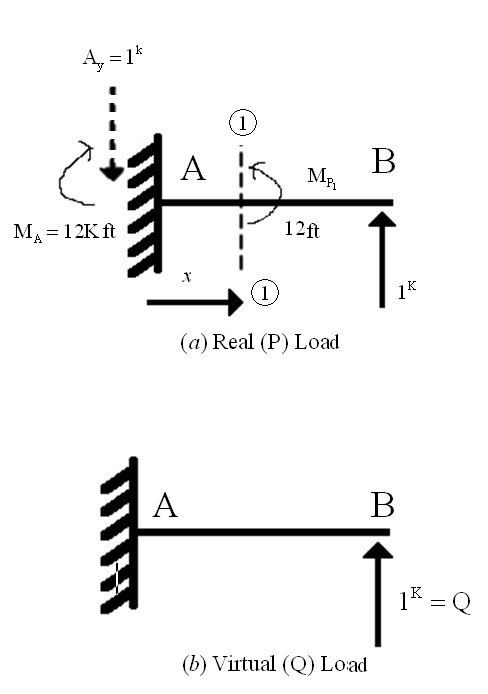 A_y = 1^k
①
A
M_P₁
B
M_A = 12K ft
12ft
x
①
1^K
(a) Real (P) Load
A
B
1^K = Q
(b) Virtual (Q) Load